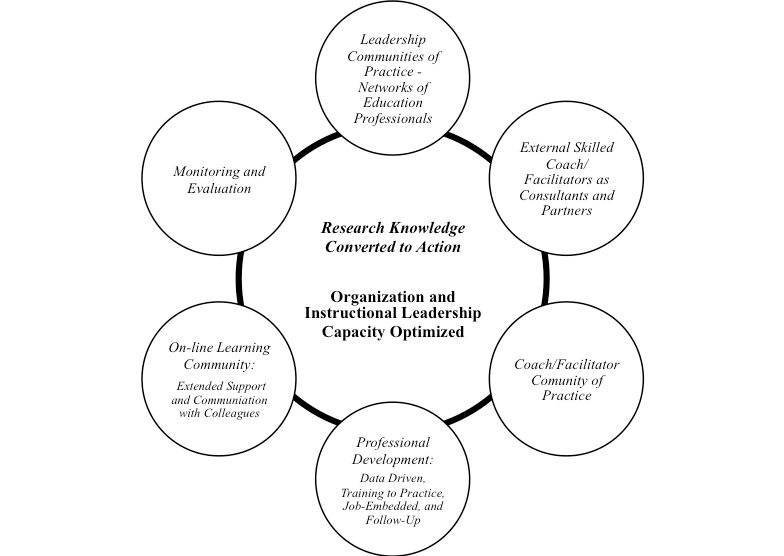 Leadership
Communities of
Practice -
Networks of
Education
Professionals
External Skilled
Coach/
Facilitators as
Consultants and
Partners
Monitoring and
Evaluation
Research Knowledge
Converted to Action
Organization and
Instructional Leadership
Capacity Optimized
On-line Learning
Community:
Extended Support
and Communiation
with Colleagues
Coach/Facilitator
Comunity of
Practice
Professional
Development:
Data Driven,
Training to Practice,
Job-Embedded, and
Follow-Up